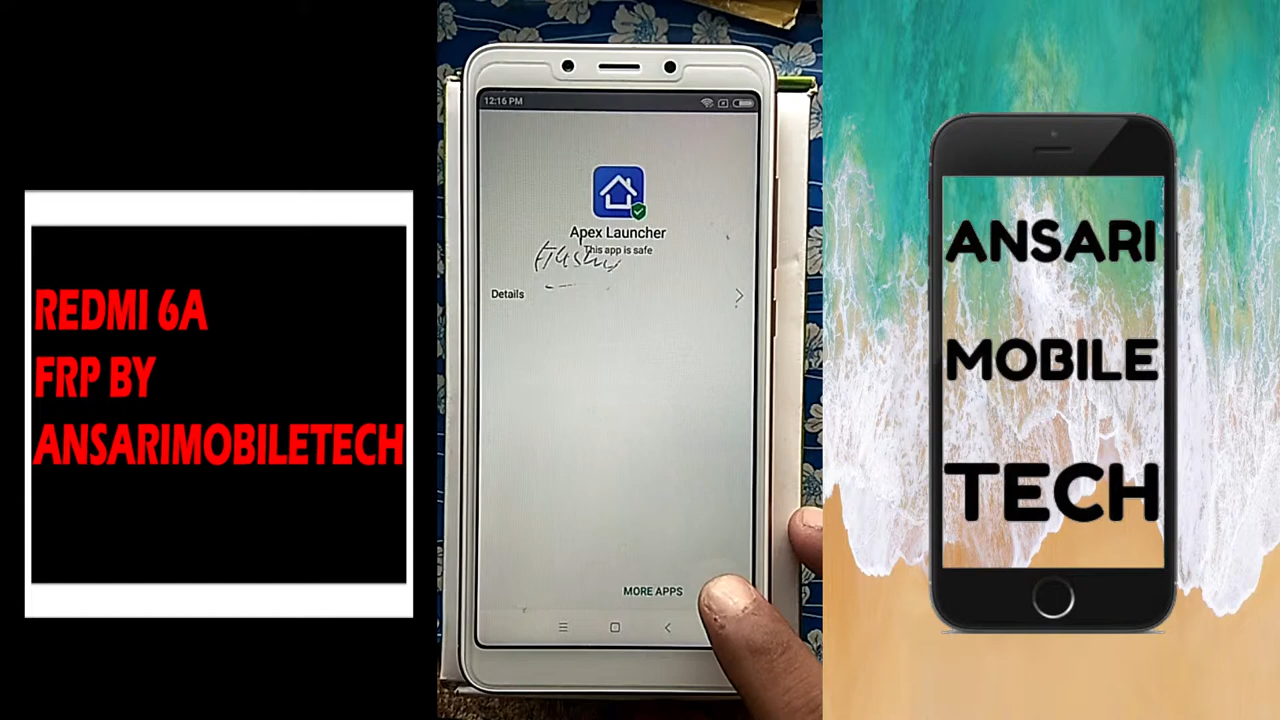 REDMI 6A
FRP BY
ANSARIMOBILETECH
12:16 PM
Apex Launcher
This app is safe
Details
MORE APPS
ANSARI
MOBILE
TECH